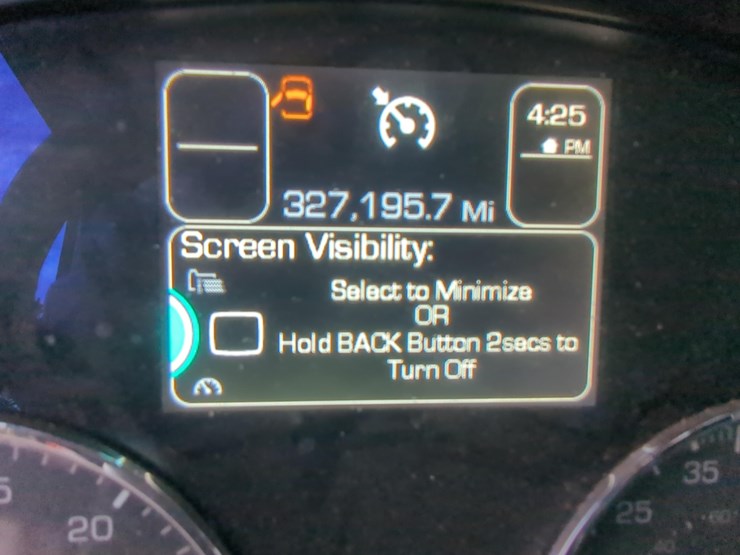 4:25
PM
327,195.7 Mi
Screen Visibility:
Select to Minimize
OR
Hold BACK Button 2secs to
Turn Off
5
20
25
35